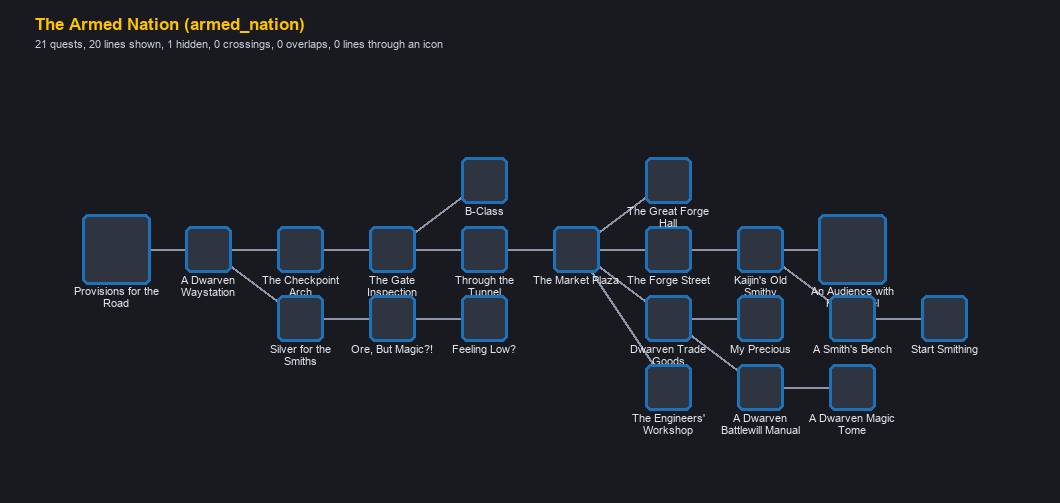 The Armed Nation (armed_nation)
21 quests, 20 lines shown, 1 hidden, 0 crossings, 0 overlaps, 0 lines through an icon
B-Class
The Great Forge
Hall
Provisions for the
Road
A Dwarven
Waystation
The Checkpoint
Arch
The Gate
Inspection
Through the
Tunnel
The Market Plaza
The Forge Street
Kaijin's Old
Smithy
An Audience with
Silver for the
Smiths
Ore, But Magic?!
Feeling Low?
Dwarven Trade
Goods
My Precious
A Smith's Bench
Start Smithing
The Engineers'
Workshop
A Dwarven
Battlewill Manual
A Dwarven Magic
Tome